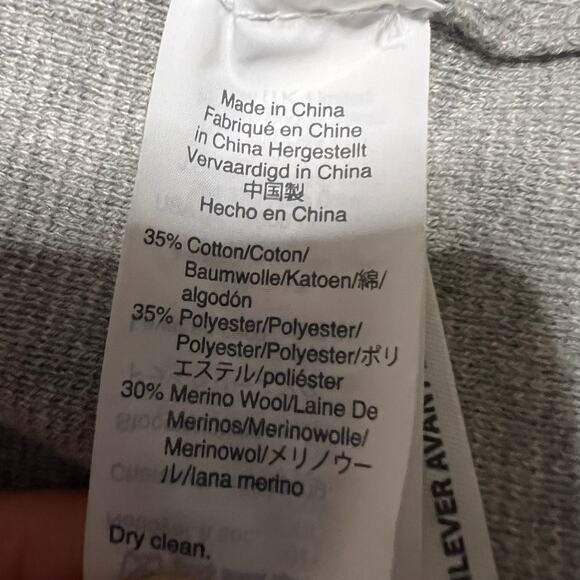 Made in China
Fabriqué en Chine
in China Hergestellt
Vervaardigd in China
中国製
Hecho en China
35% Cotton/Coton/
Baumwolle/Katoen/綿/
algodón
35% Polyester/Polyester/
Polyester/Polyester/ポリ
エステル/poliéster
30% Merino Wool/Laine De
Merinos/Merinowolle/
Merinowol/メリノウー
ル/lana merino
Dry clean.
LEVER AVANT